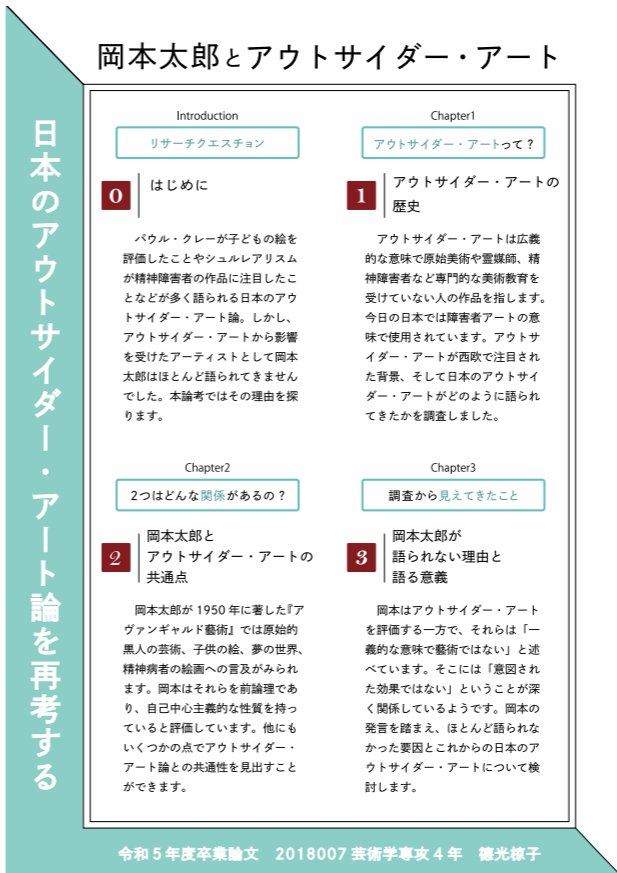 岡本太郎とアウトサイダー・アート
日本のアウトサイダー・アート論を再考する
Introduction
リサーチクエスチョン
0
はじめに
パウル・クレーが子どもの絵を
評価したことやシュルレアリスム
が精神障害者の作品に注目したこ
となどが多く語られる日本のアウ
トサイダー・アート論。しかし、
アウトサイダー・アートから影響
を受けたアーティストとして岡本
太郎はほとんど語られてきません
でした。本論考ではその理由を探
ります。
Chapter1
アウトサイダー・アートって？
1
アウトサイダー・アートの
歴史
アウトサイダー・アートは広義
的な意味で原始美術や霊媒師、精
神障害者など専門的な美術教育を
受けていない人の作品を指します。
今日の日本では障害者アートの意
味で使用されています。アウトサ
イダー・アートが西欧で注目され
た背景、そして日本のアウトサイ
ダー・アートがどのように語られ
てきたかを調査しました。
Chapter2
2つはどんな関係があるの？
2
岡本太郎と
アウトサイダー・アートの
共通点
岡本太郎が 1950 年に著した『ア
ヴァンギャルド藝術』では原始的
黒人の芸術、子供の絵、夢の世界、
精神病者の絵画への言及がみられ
ます。岡本はそれらを前論理であ
り、自己中心主義的な性質を持っ
ていると評価しています。他にも
いくつかの点でアウトサイダー・
アート論との共通性を見出すこと
ができます。
Chapter3
調査から見えてきたこと
3
岡本太郎が
語られない理由と
語る意義
岡本はアウトサイダー・アート
を評価する一方で、それらは「一
義的な意味で藝術ではない」と述
べています。そこには「意図され
た効果ではない」ということが深
く関係しているようです。岡本の
発言を踏まえ、ほとんど語られな
かった要因とこれからの日本のア
ウトサイダー・アートについて検
討します。
令和5年度卒業論文　2018007 芸術学専攻4年　德光椋子